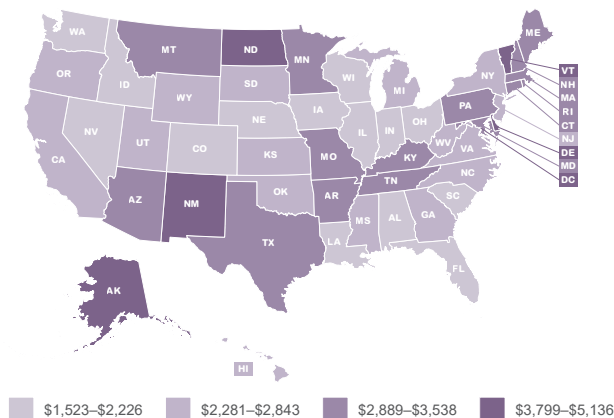 WA
ME
MT
ND
MN
OR
ID
SD
WI
NY
WY
MI
NE
IA
PA
NV
UT
CO
IL
IN
OH
WV
VA
CA
KS
MO
KY
NC
TN
AZ
NM
OK
AR
SC
MS
AL
GA
TX
LA
FL
AK
HI
VT
NH
MA
RI
CT
NJ
DE
MD
DC
$1,523–$2,226
$2,281–$2,843
$2,889–$3,538
$3,799–$5,136